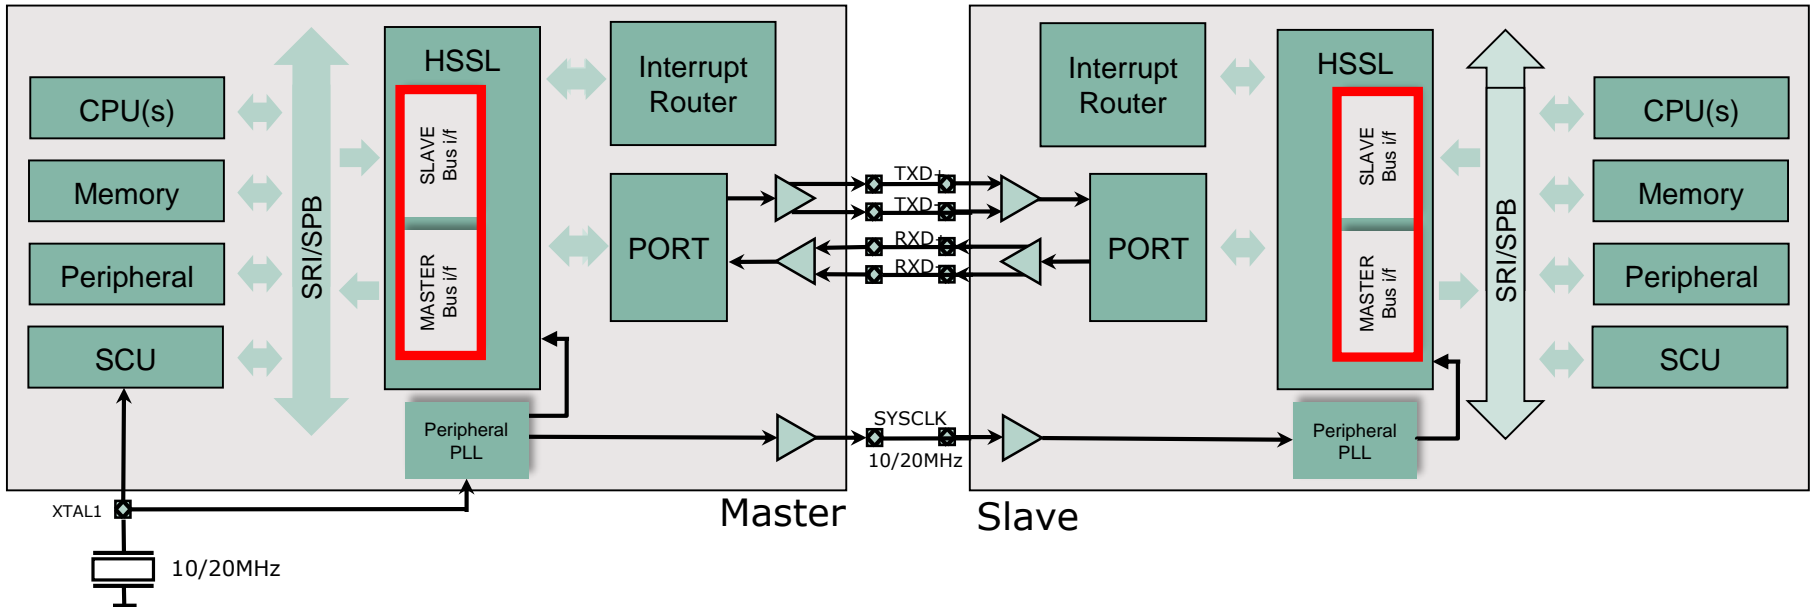 HSSL
Interrupt
Router
CPU(s)
SLAVE
Bus i/f
Memory
SRI/SPB
PORT
Peripheral
MASTER
Bus i/f
SCU
Peripheral
PLL
XTAL1
10/20MHz
Master
TXD+
TXD-
RXD+
RXD-
SYSCLK
10/20MHz
Interrupt
Router
HSSL
SLAVE
Bus i/f
CPU(s)
Memory
PORT
SRI/SPB
MASTER
Bus i/f
Peripheral
SCU
Peripheral
PLL
Slave